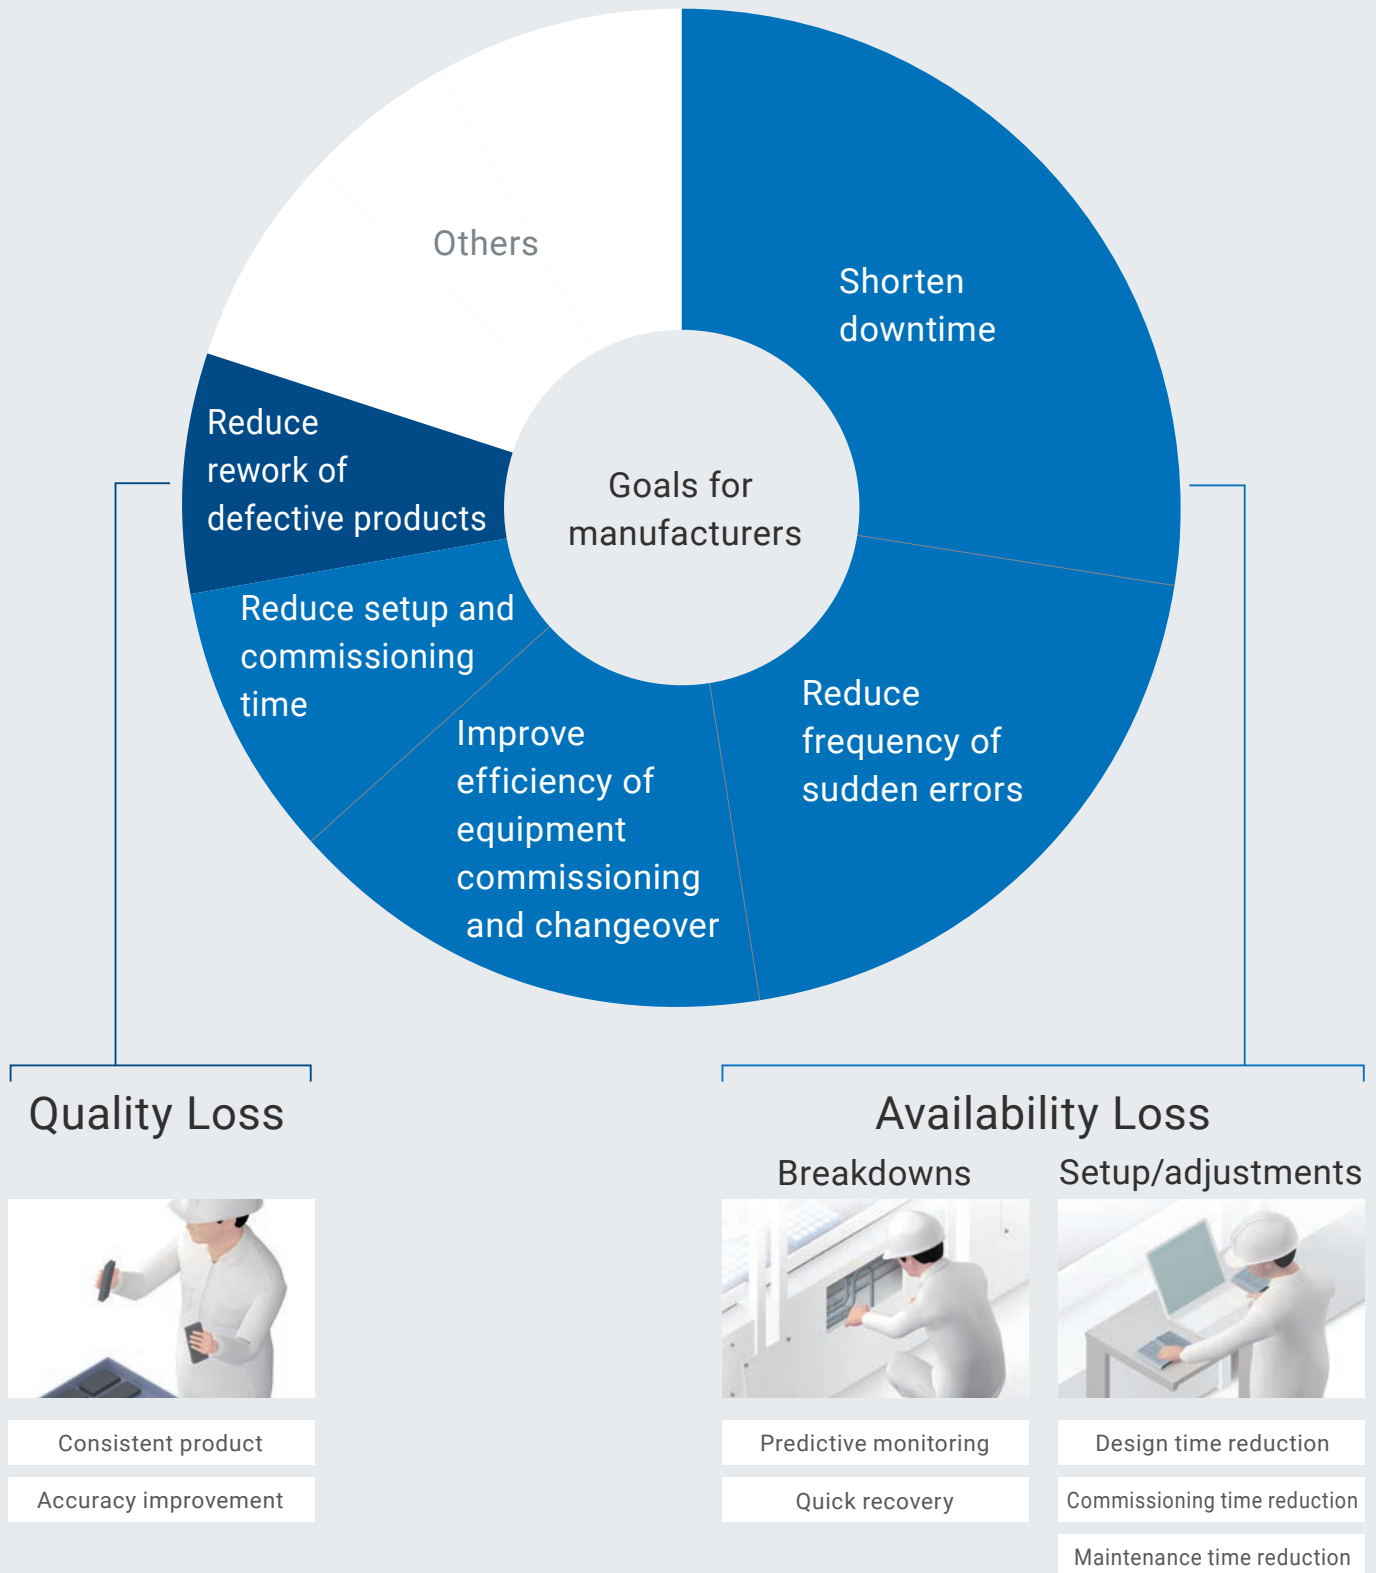 Others
Shorten
downtime
Reduce
rework of
defective products
Goals for
manufacturers
Reduce setup and
commissioning
time
Reduce
frequency of
sudden errors
Improve
efficiency of
equipment
commissioning
and changeover
Quality Loss
Consistent product
Accuracy improvement
Availability Loss
Breakdowns
Predictive monitoring
Quick recovery
Setup/adjustments
Design time reduction
Commissioning time reduction
Maintenance time reduction